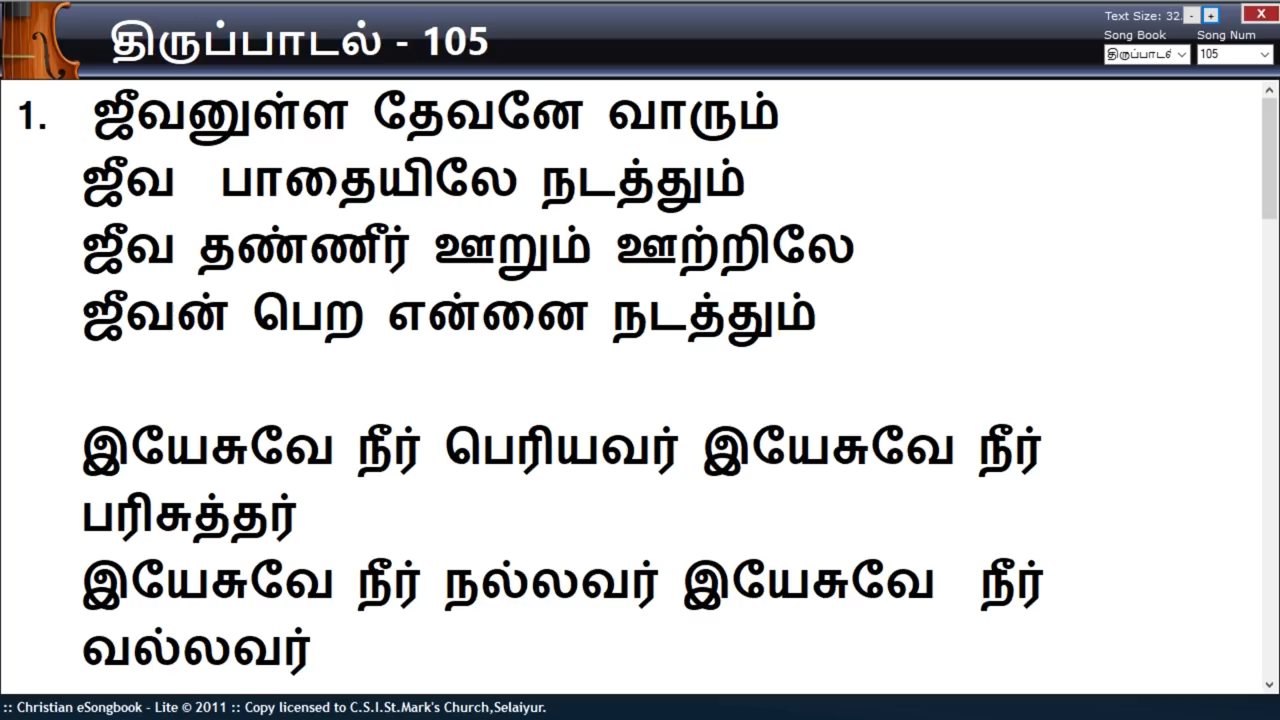 திருப்பாடல் - 105
Text Size: 32.
- +
X
Song Book
Song Num
திருப்பாடல்
105
1. ஜீவனுள்ள தேவனே வாரும்
ஜீவ பாதையிலே நடத்தும்
ஜீவ தண்ணீர் ஊறும் ஊற்றிலே
ஜீவன் பெற என்னை நடத்தும்
இயேசுவே நீர் பெரியவர் இயேசுவே நீர்
பரிசுத்தர்
இயேசுவே நீர் நல்லவர் இயேசுவே நீர்
வல்லவர்
:: Christian eSongbook - Lite © 2011 :: Copy licensed to C.S.I.St.Mark's Church,Selaiyur.